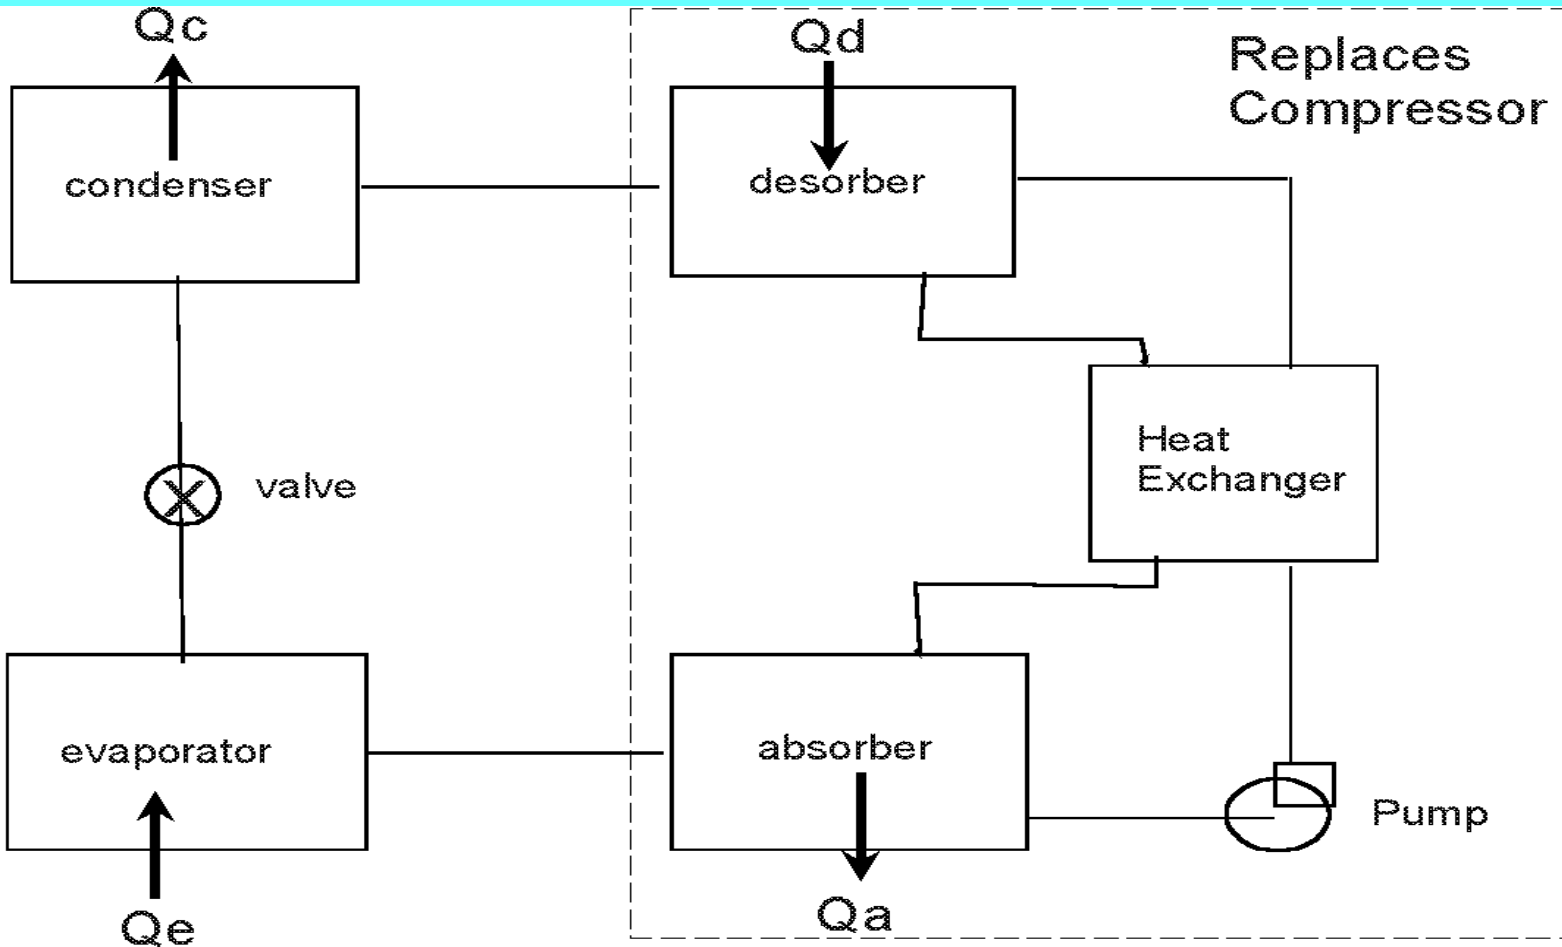 Qc
Qd
Replaces
Compressor
condenser
desorber
Heat
Exchanger
valve
evaporator
absorber
Pump
Qe
Qa